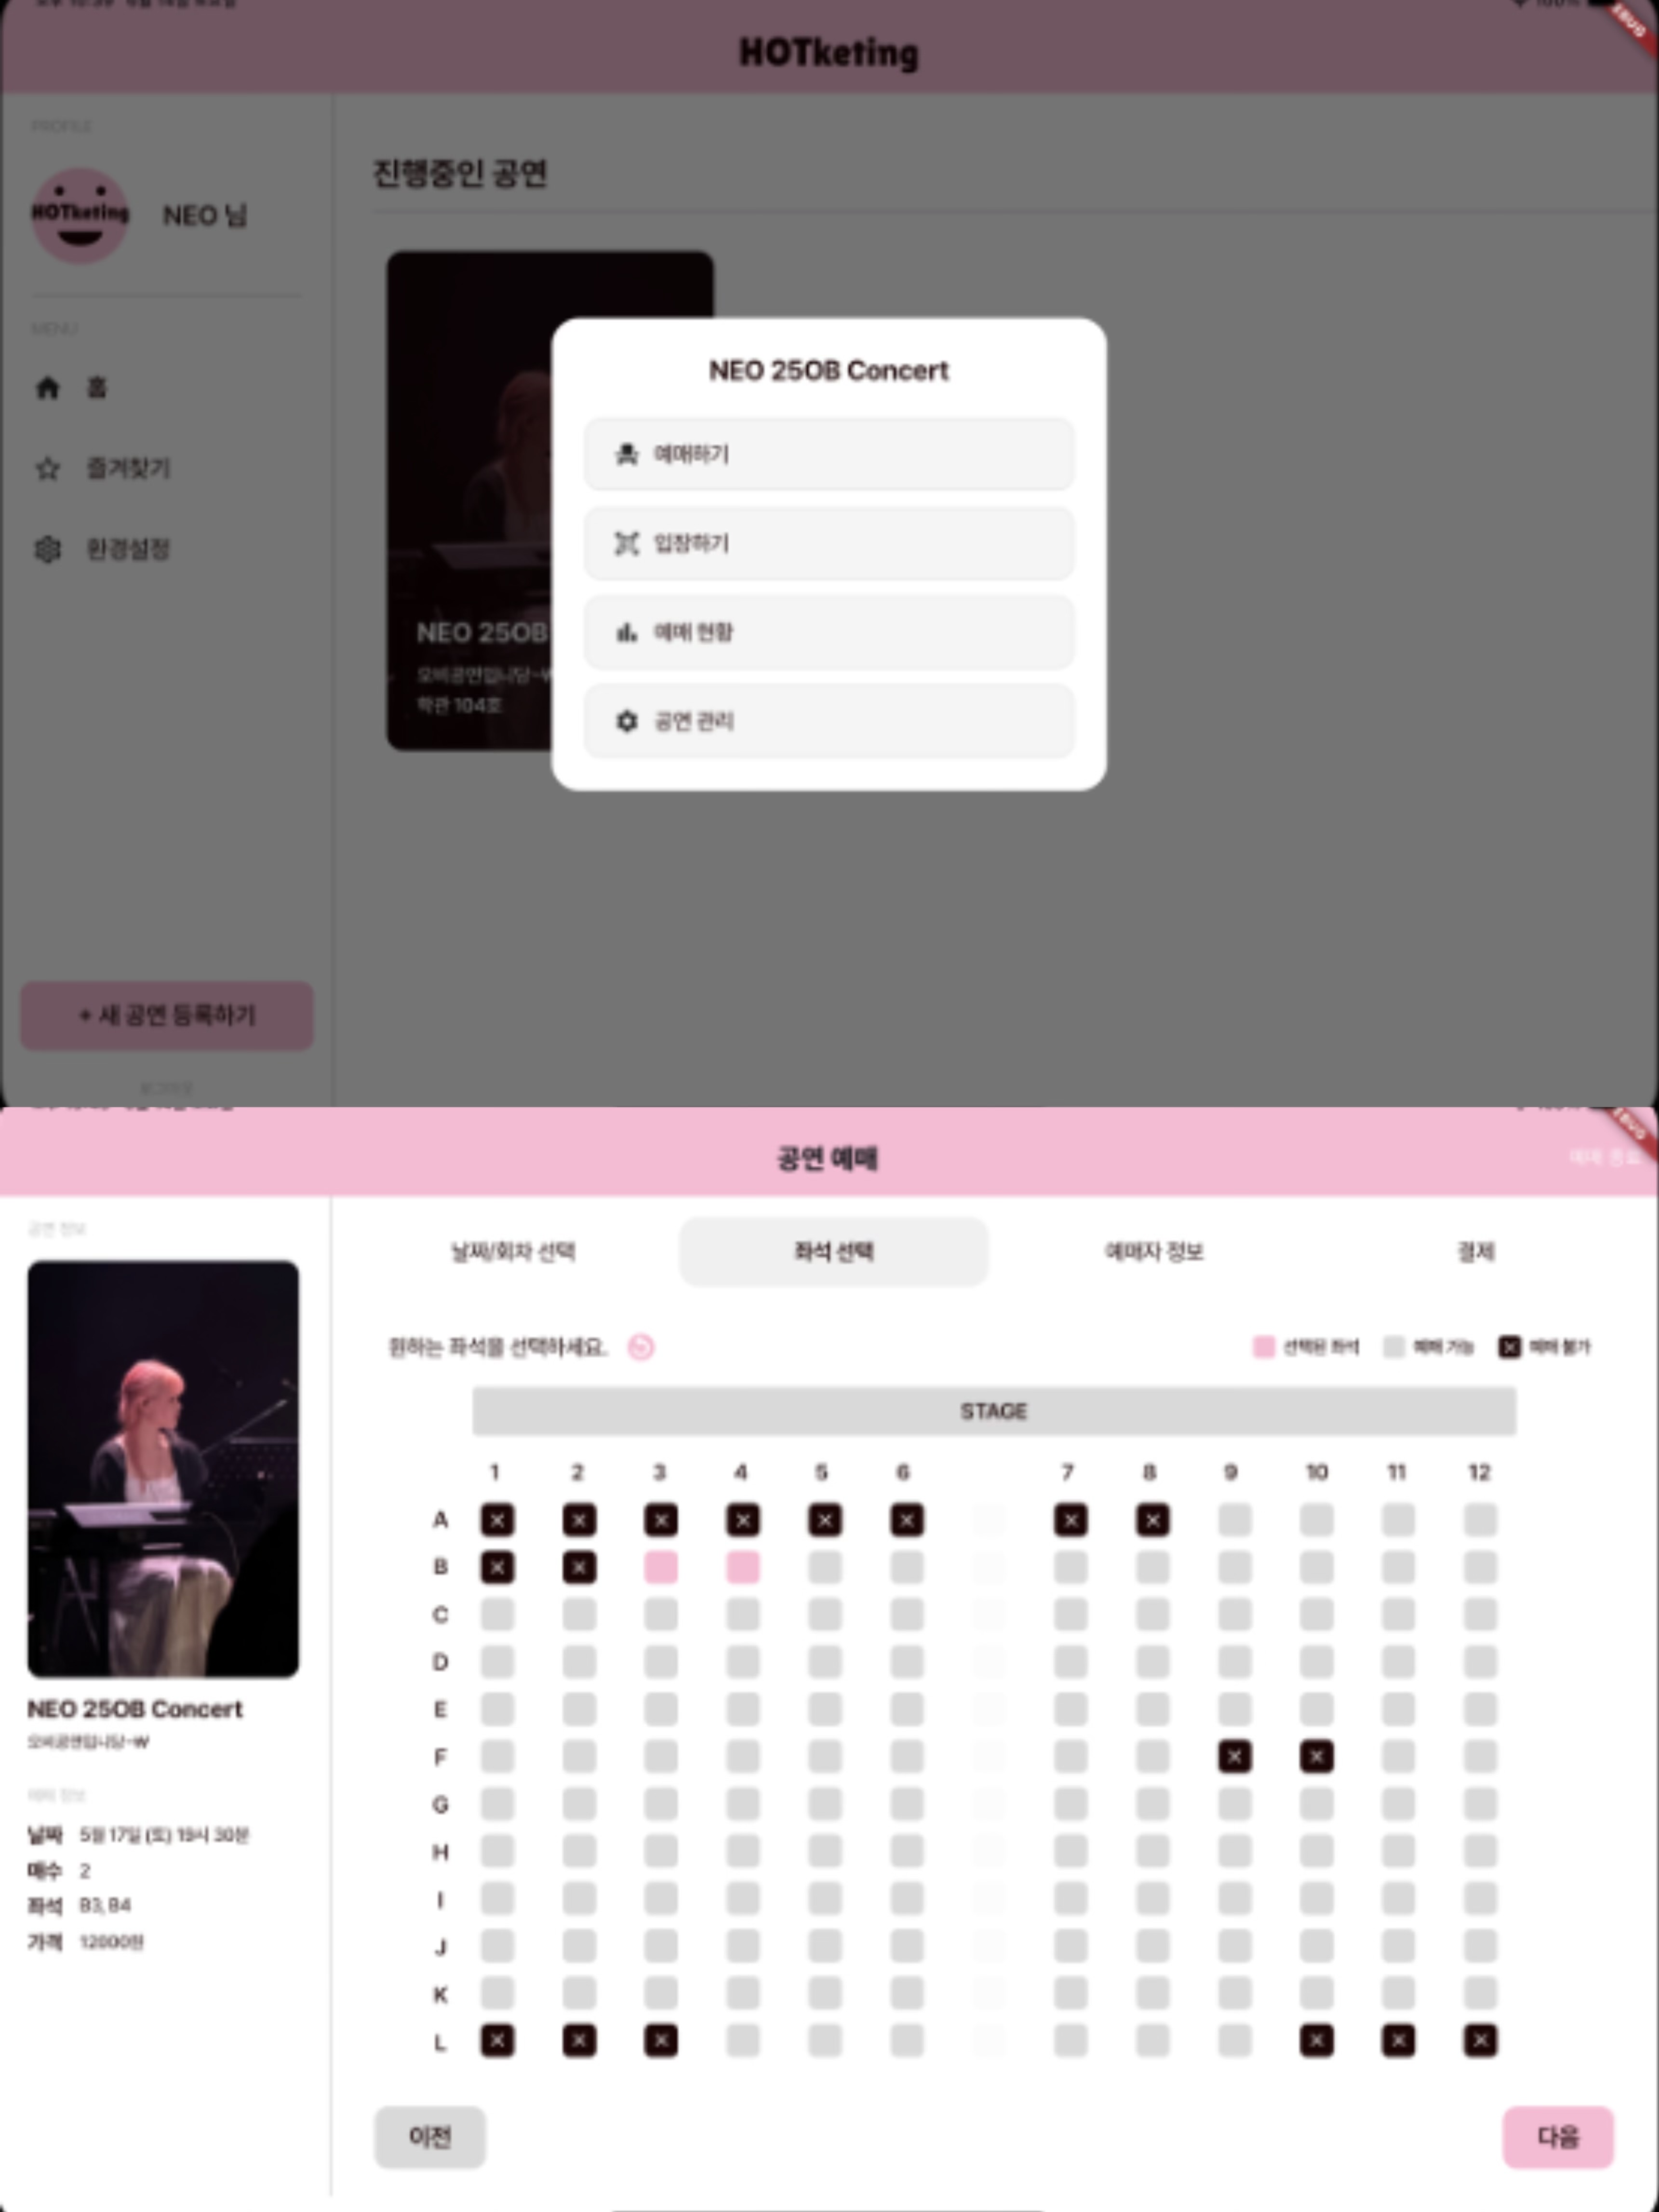 HOTketing
PROFILE
HOTketing
NEO 님
MENU
홈
즐겨찾기
환경설정
+ 새 공연 등록하기
로그아웃
진행중인 공연
NEO 25OB
오비공연입니당~₩
학관 104호
NEO 25OB Concert
예매하기
입장하기
예매 현황
공연 관리
공연 예매
예매 종료
공연 정보
NEO 25OB Concert
오비공연입니당~₩
예매 정보
날짜 5월 17일 (토) 19시 30분
매수 2
좌석 B3, B4
가격 12000원
날짜/회차 선택 좌석 선택 예매자 정보 결제
원하는 좌석을 선택하세요.
선택된 좌석 예매 가능 예매 불가
STAGE
1 2 3 4 5 6 7 8 9 10 11 12
A
B
C
D
E
F
G
H
I
J
K
L
이전 다음